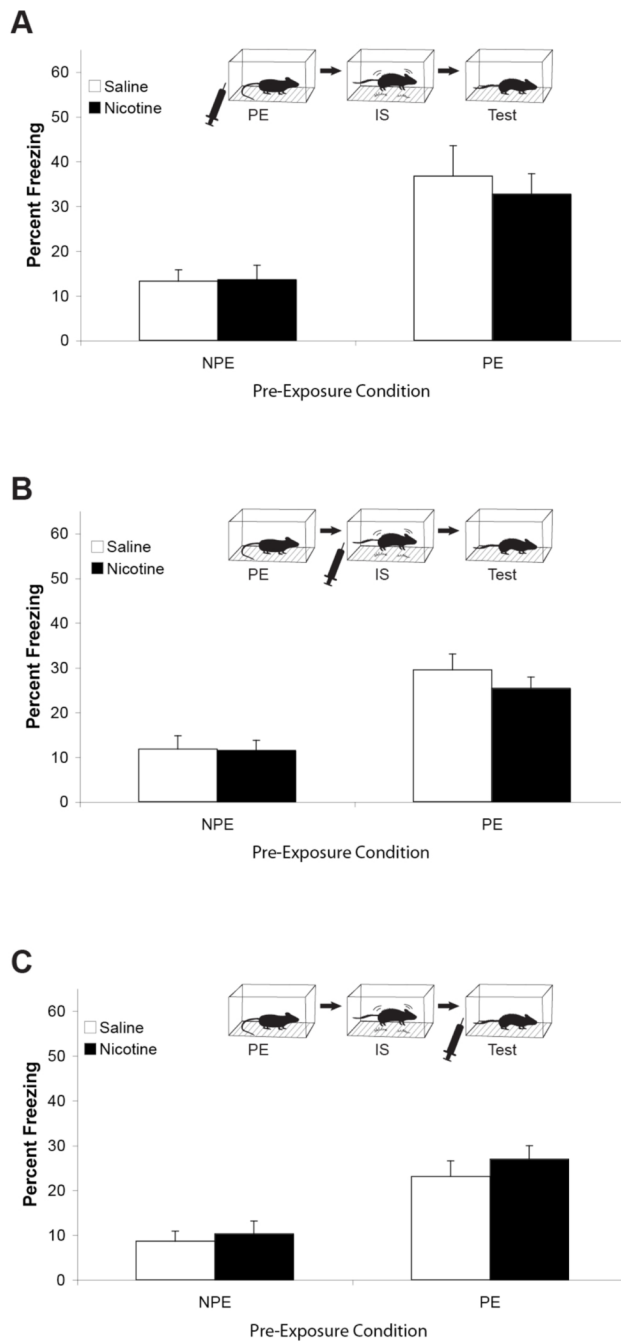 A
Percent Freezing
60
50
40
30
20
10
0
Saline
Nicotine
PE
IS
Test
NPE
PE
Pre-Exposure Condition
B
Percent Freezing
60
50
40
30
20
10
0
Saline
Nicotine
PE
IS
Test
NPE
PE
Pre-Exposure Condition
C
Percent Freezing
60
50
40
30
20
10
0
Saline
Nicotine
PE
IS
Test
NPE
PE
Pre-Exposure Condition